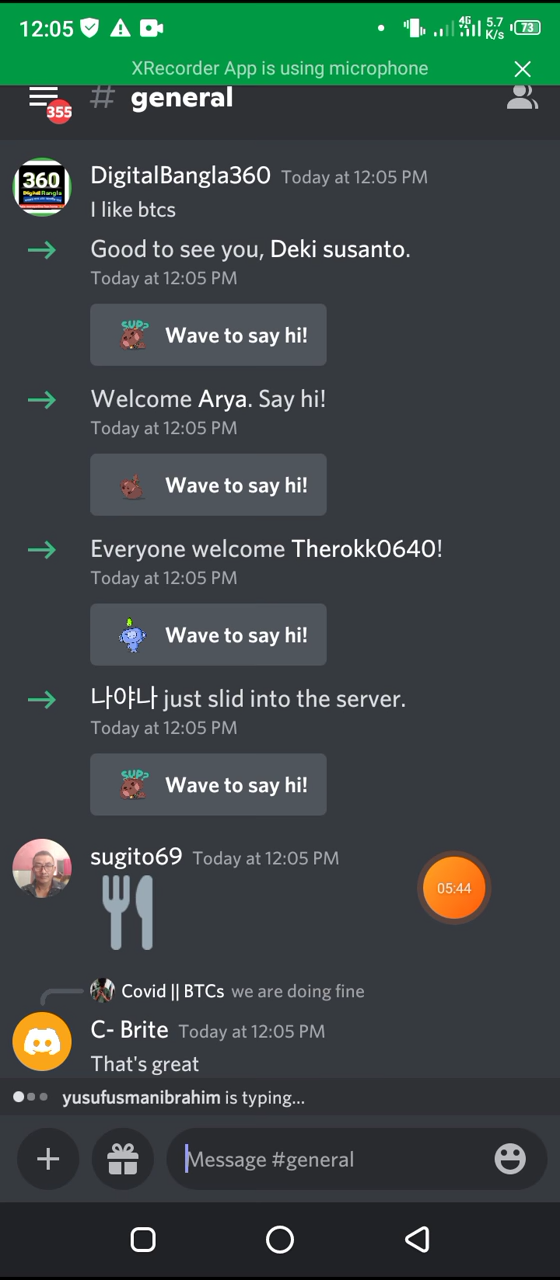 12:05
4G
5.7
K/s
73
XRecorder App is using microphone
355
# general
360
DigitalBangla360 Today at 12:05 PM
I like btcs
Good to see you, Deki susanto.
Today at 12:05 PM
SUP?
Wave to say hi!
Welcome Arya. Say hi!
Today at 12:05 PM
Wave to say hi!
Everyone welcome Therokk0640!
Today at 12:05 PM
Wave to say hi!
나야나 just slid into the server.
Today at 12:05 PM
SUP?
Wave to say hi!
sugito69 Today at 12:05 PM
05:44
Covid || BTCs we are doing fine
C- Brite Today at 12:05 PM
That's great
yusufusmanibrahim is typing...
Message #general